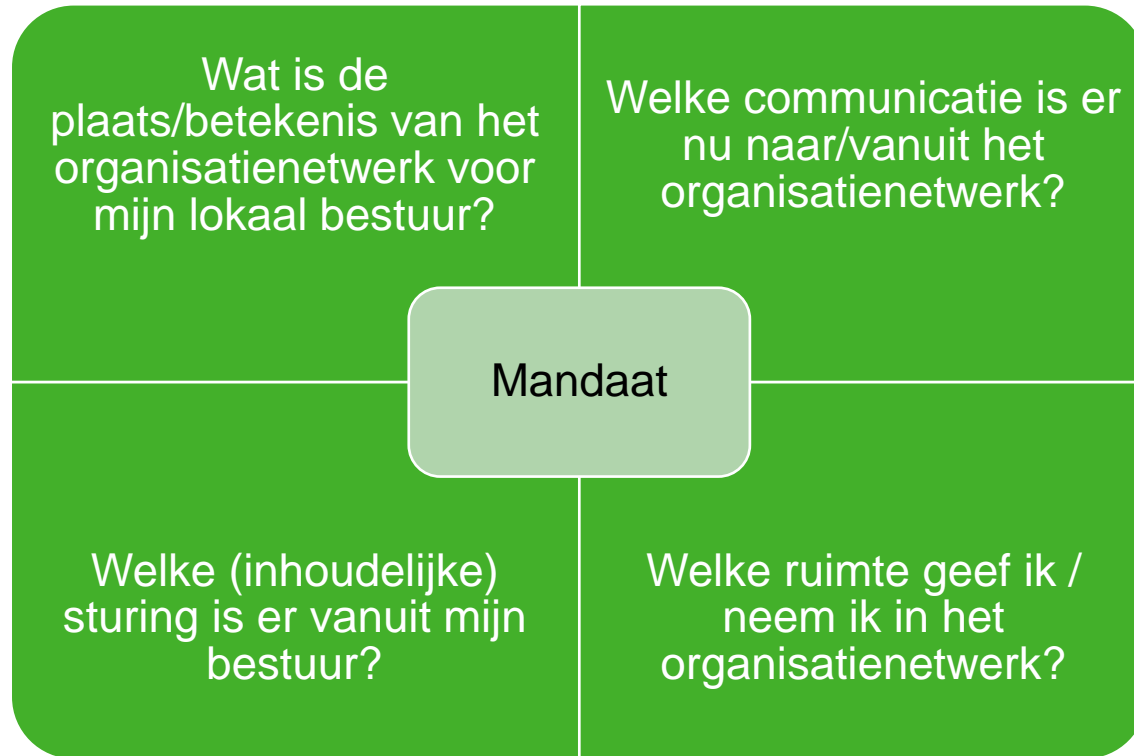 Wat is de
plaats/betekenis van het
organisatienetwerk voor
mijn lokaal bestuur?
Welke communicatie is er
nu naar/vanuit het
organisatienetwerk?
Mandaat
Welke (inhoudelijke)
sturing is er vanuit mijn
bestuur?
Welke ruimte geef ik /
neem ik in het
organisatienetwerk?